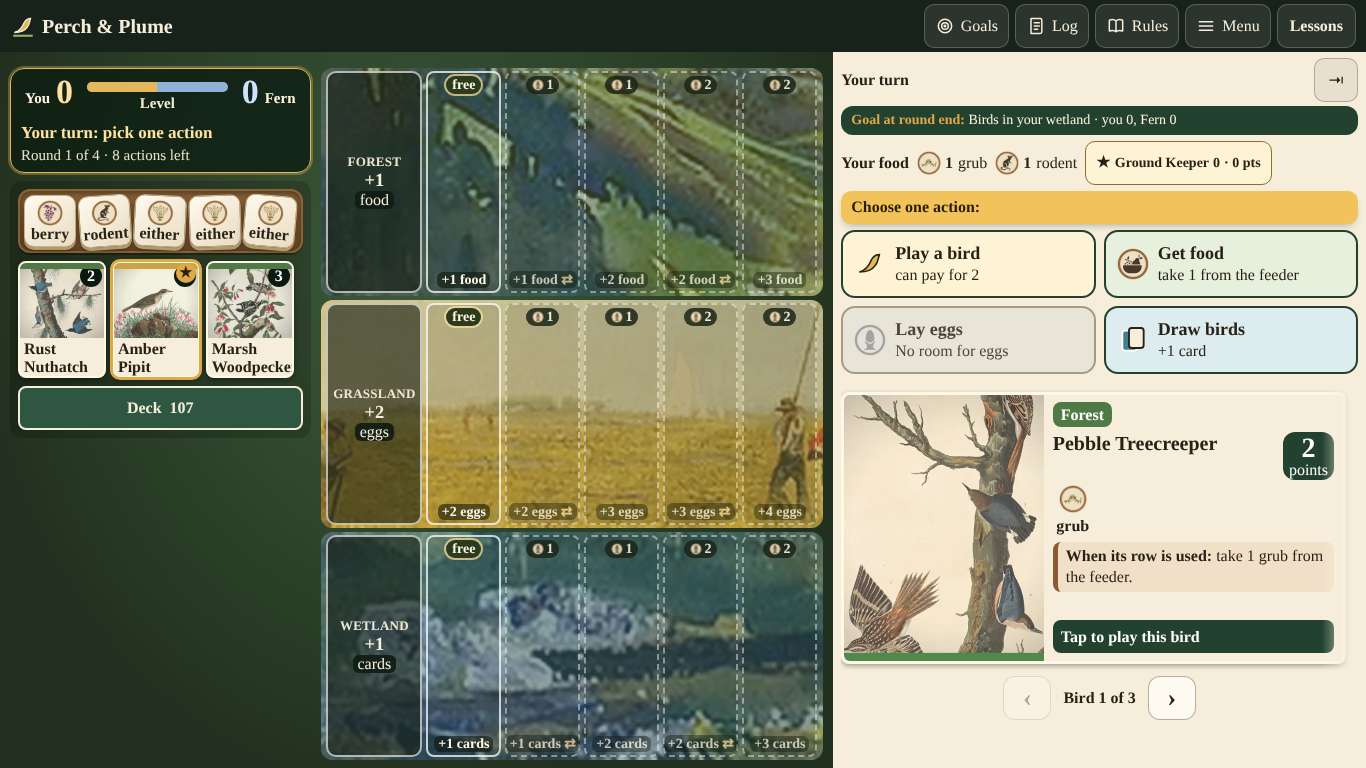 Perch & Plume
Goals
Log
Rules
Menu
Lessons
You 0
Level
0 Fern
Your turn: pick one action
Round 1 of 4 · 8 actions left
berry
rodent
either
either
either
2
Rust
Nuthatch
★
Amber
Pipit
3
Marsh
Woodpecke
Deck 107
FOREST
+1
food
free
1
1
2
2
+1 food
+1 food ⇄
+2 food
+2 food ⇄
+3 food
GRASSLAND
+2
eggs
free
1
1
2
2
+2 eggs
+2 eggs ⇄
+3 eggs
+3 eggs ⇄
+4 eggs
WETLAND
+1
cards
free
1
1
2
2
+1 cards
+1 cards ⇄
+2 cards
+2 cards ⇄
+3 cards
Your turn
Goal at round end: Birds in your wetland · you 0, Fern 0
Your food 1 grub 1 rodent ★ Ground Keeper 0 · 0 pts
Choose one action:
Play a bird
can pay for 2
Get food
take 1 from the feeder
Lay eggs
No room for eggs
Draw birds
+1 card
Forest
Pebble Treecreeper
2
points
grub
When its row is used: take 1 grub from
the feeder.
Tap to play this bird
‹ Bird 1 of 3 ›